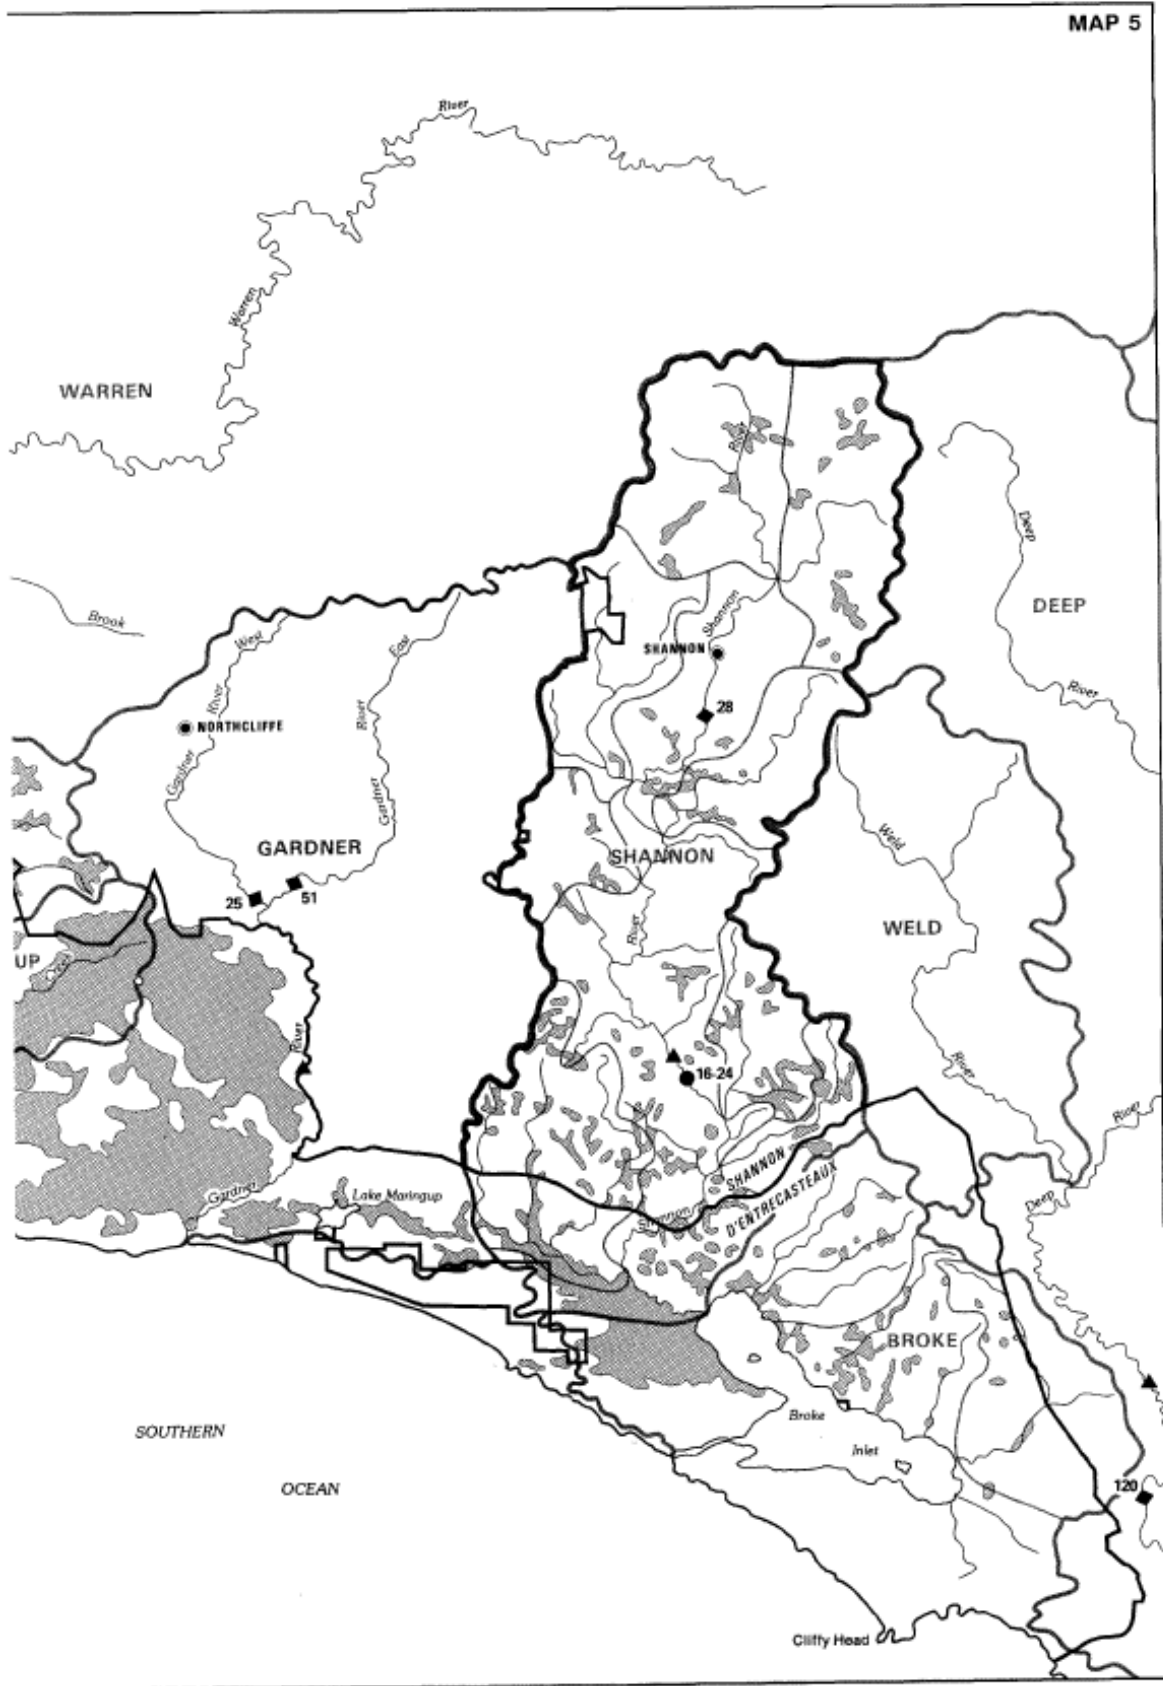 MAP 5
River
Warren
WARREN
Deep
DEEP
Brook
Shannon
West
East
SHANNON
River
River
River
28
NORTHCLIFFE
Gardner
Gardner
Weld
GARDNER
SHANNON
25
51
River
WELD
UP
River
River
16-24
River
SHANNON
D'ENTRECASTEAUX
Gardner
Lake Maringup
Shannon
Deep
BROKE
Broke
SOUTHERN
Inlet
OCEAN
120
Cliffy Head